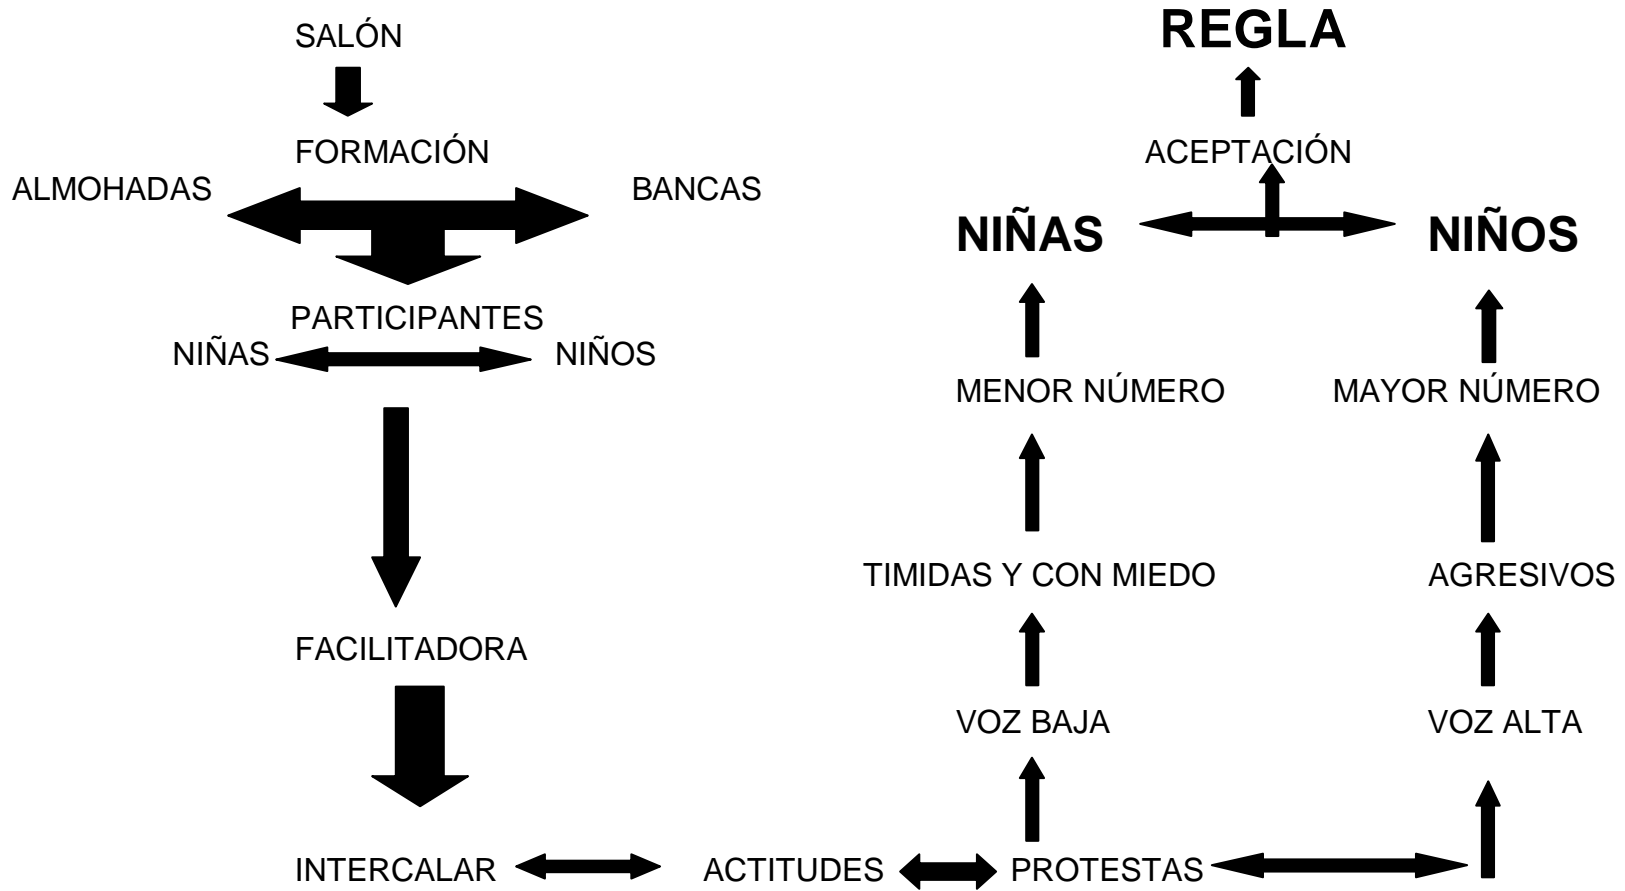 SALÓN
FORMACIÓN
ALMOHADAS
BANCAS
PARTICIPANTES
NIÑAS
NIÑOS
FACILITADORA
INTERCALAR
ACTITUDES
PROTESTAS
REGLA
ACEPTACIÓN
NIÑAS
NIÑOS
MENOR NÚMERO
MAYOR NÚMERO
TIMIDAS Y CON MIEDO
AGRESIVOS
VOZ BAJA
VOZ ALTA